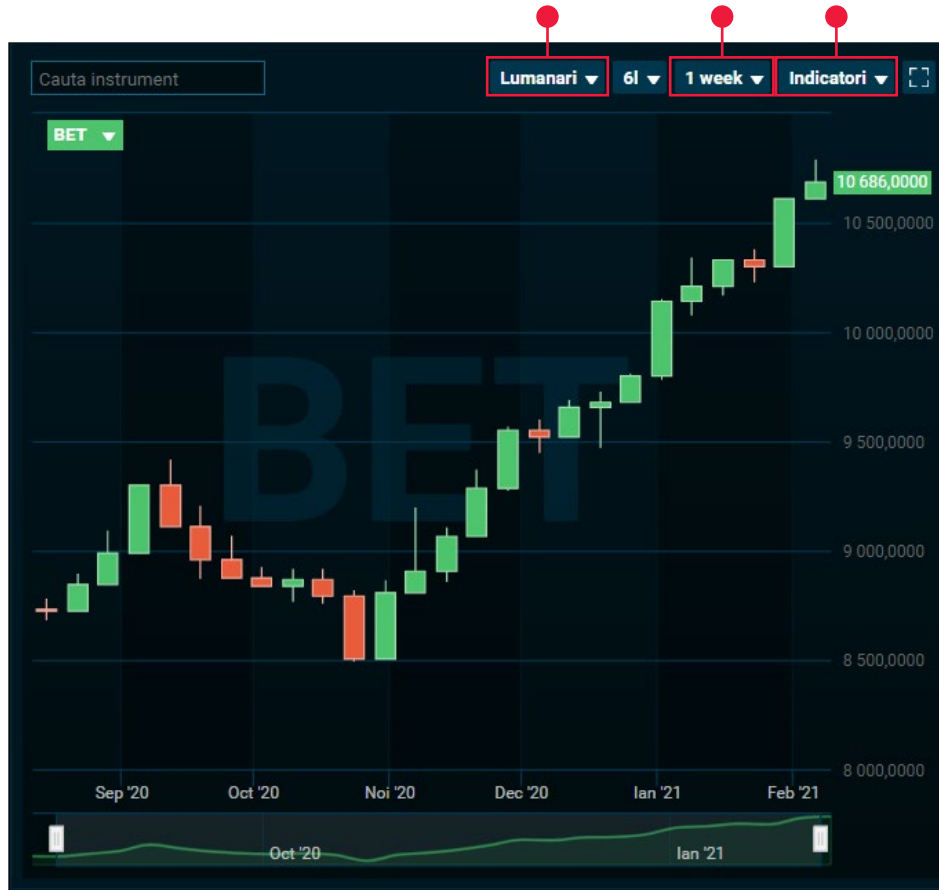 Cauta instrument
Lumanari 6l 1 week Indicatori
BET
10 686,0000
10 500,0000
10 000,0000
BET
9 500,0000
9 000,0000
8 500,0000
8 000,0000
Sep '20 Oct '20 Noi '20 Dec '20 Ian '21 Feb '21
Oct '20 Ian '21